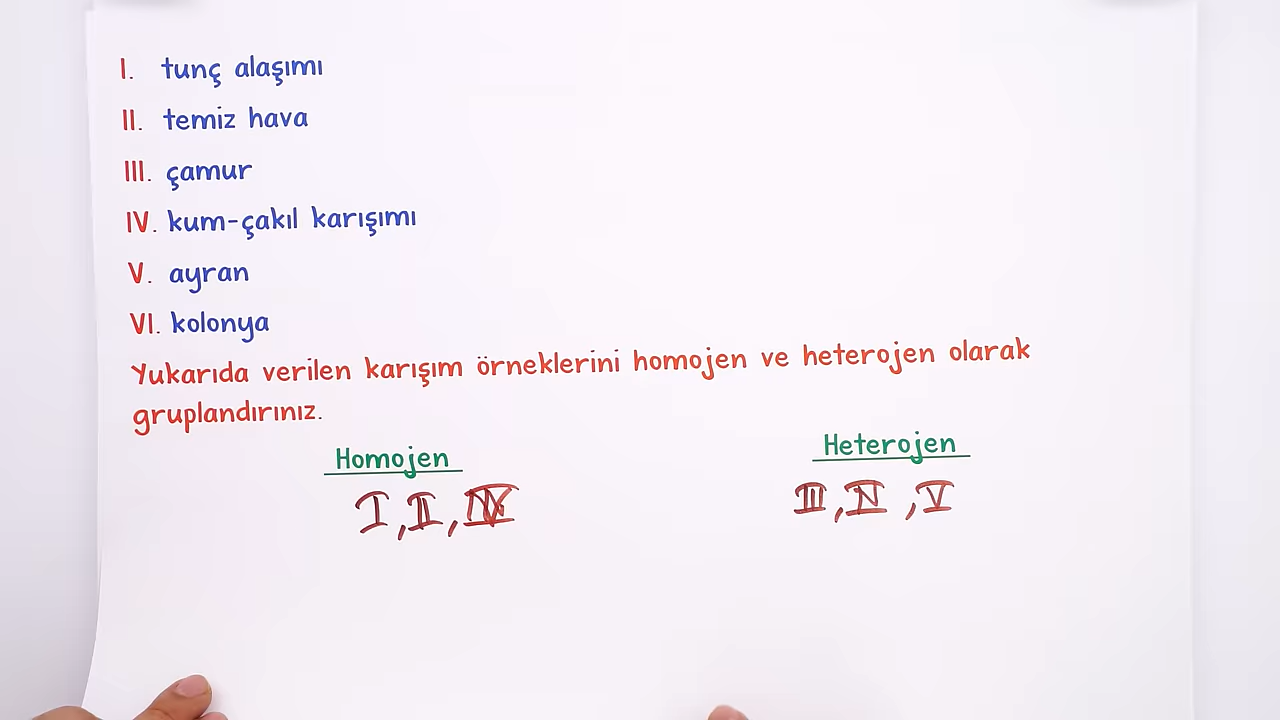 I. tunç alaşımı
II. temiz hava
III. çamur
IV. kum-çakıl karışımı
V. ayran
VI. kolonya
Yukarıda verilen karışım örneklerini homojen ve heterojen olarak
gruplandırınız.
Homojen Heterojen
I, II, III, IV, V